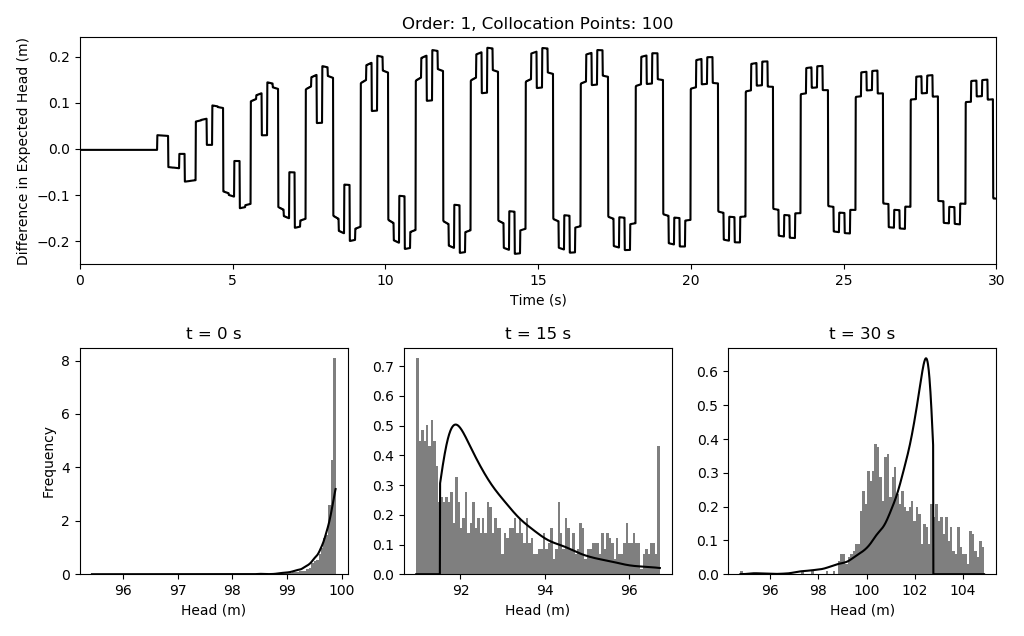 Order: 1, Collocation Points: 100
Difference in Expected Head (m)
0.2
0.1
0.0
−0.1
−0.2
0 5 10 15 20 25 30
Time (s)
t = 0 s
Frequency
8
6
4
2
0
96 97 98 99 100
Head (m)
t = 15 s
0.7
0.6
0.5
0.4
0.3
0.2
0.1
0.0
92 94 96
Head (m)
t = 30 s
0.6
0.5
0.4
0.3
0.2
0.1
0.0
96 98 100 102 104
Head (m)